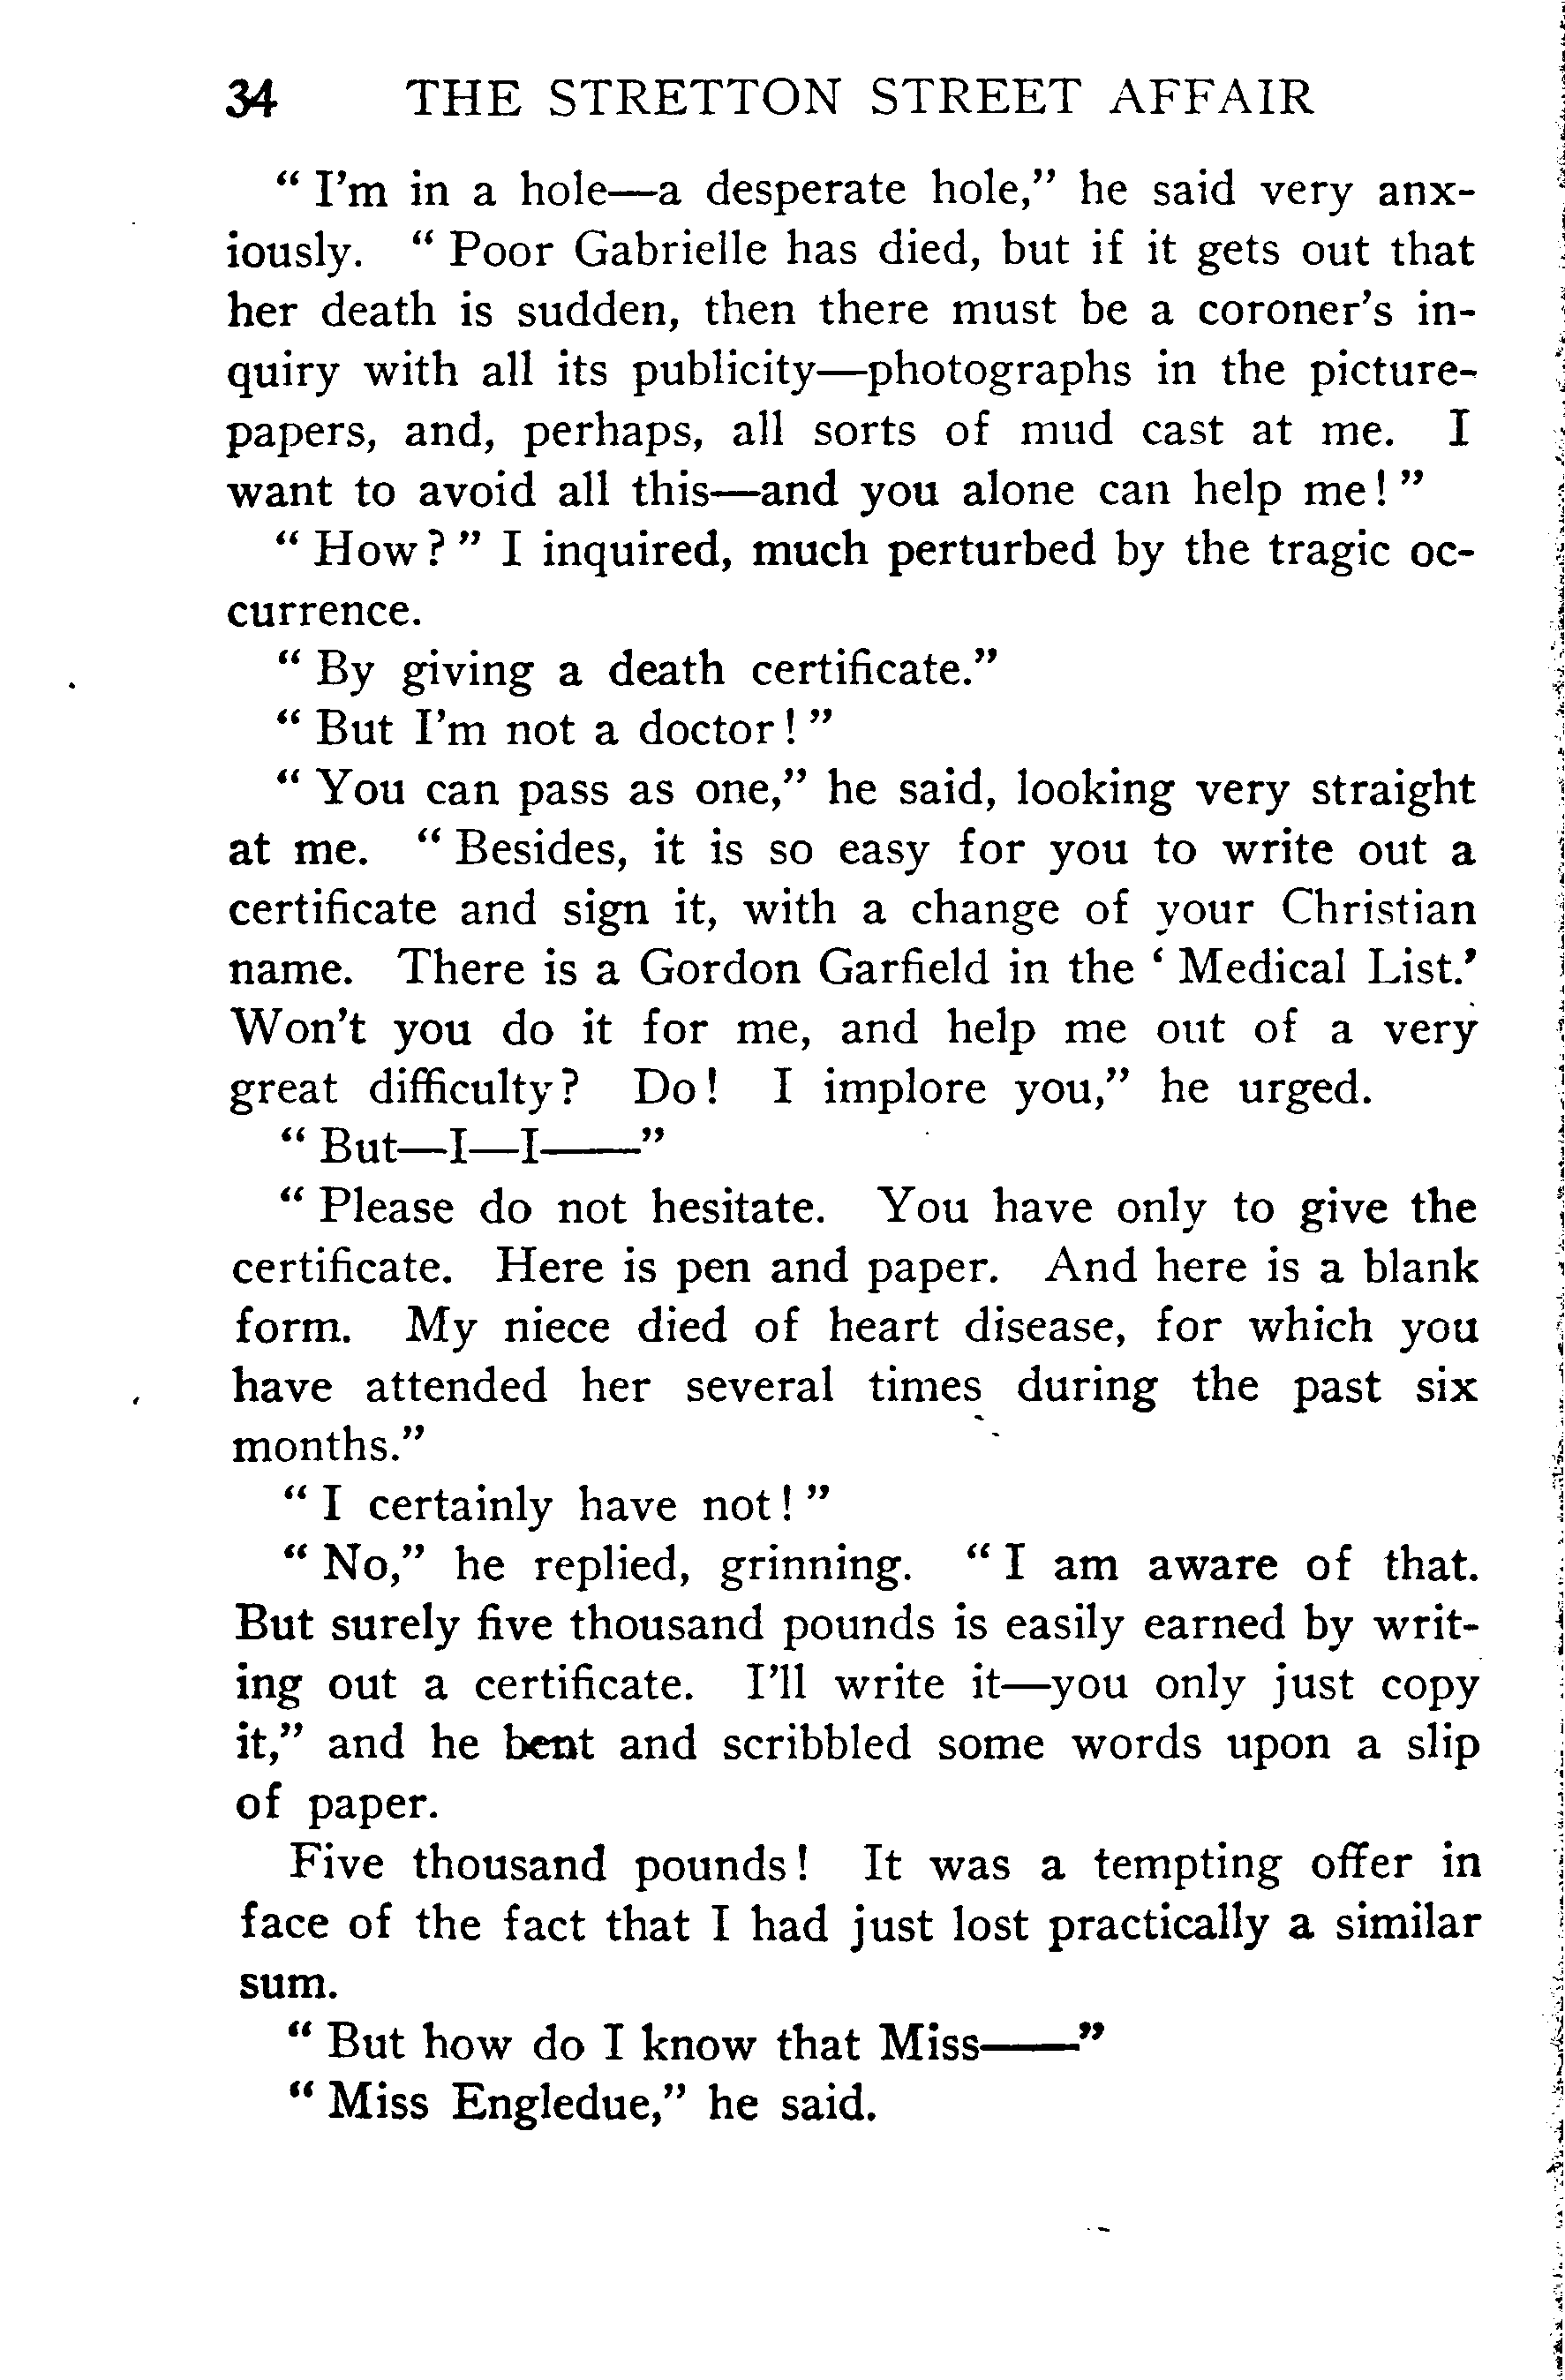 34 THE STRETTON STREET AFFAIR
“ I’m in a hole—a desperate hole,” he said very anx-
iously. “ Poor Gabrielle has died, but if it gets out that
her death is sudden, then there must be a coroner’s in-
quiry with all its publicity—photographs in the picture-
papers, and, perhaps, all sorts of mud cast at me. I
want to avoid all this—and you alone can help me! ”
“ How? ” I inquired, much perturbed by the tragic oc-
currence.
“ By giving a death certificate.”
“ But I’m not a doctor! ”
“ You can pass as one,” he said, looking very straight
at me. “ Besides, it is so easy for you to write out a
certificate and sign it, with a change of your Christian
name. There is a Gordon Garfield in the ‘ Medical List.’
Won’t you do it for me, and help me out of a very
great difficulty? Do! I implore you,” he urged.
“ But—I—I——”
“ Please do not hesitate. You have only to give the
certificate. Here is pen and paper. And here is a blank
form. My niece died of heart disease, for which you
have attended her several times during the past six
months.”
“ I certainly have not! ”
“ No,” he replied, grinning. “ I am aware of that.
But surely five thousand pounds is easily earned by writ-
ing out a certificate. I’ll write it—you only just copy
it,” and he bent and scribbled some words upon a slip
of paper.
Five thousand pounds! It was a tempting offer in
face of the fact that I had just lost practically a similar
sum.
“ But how do I know that Miss——”
“ Miss Engledue,” he said.